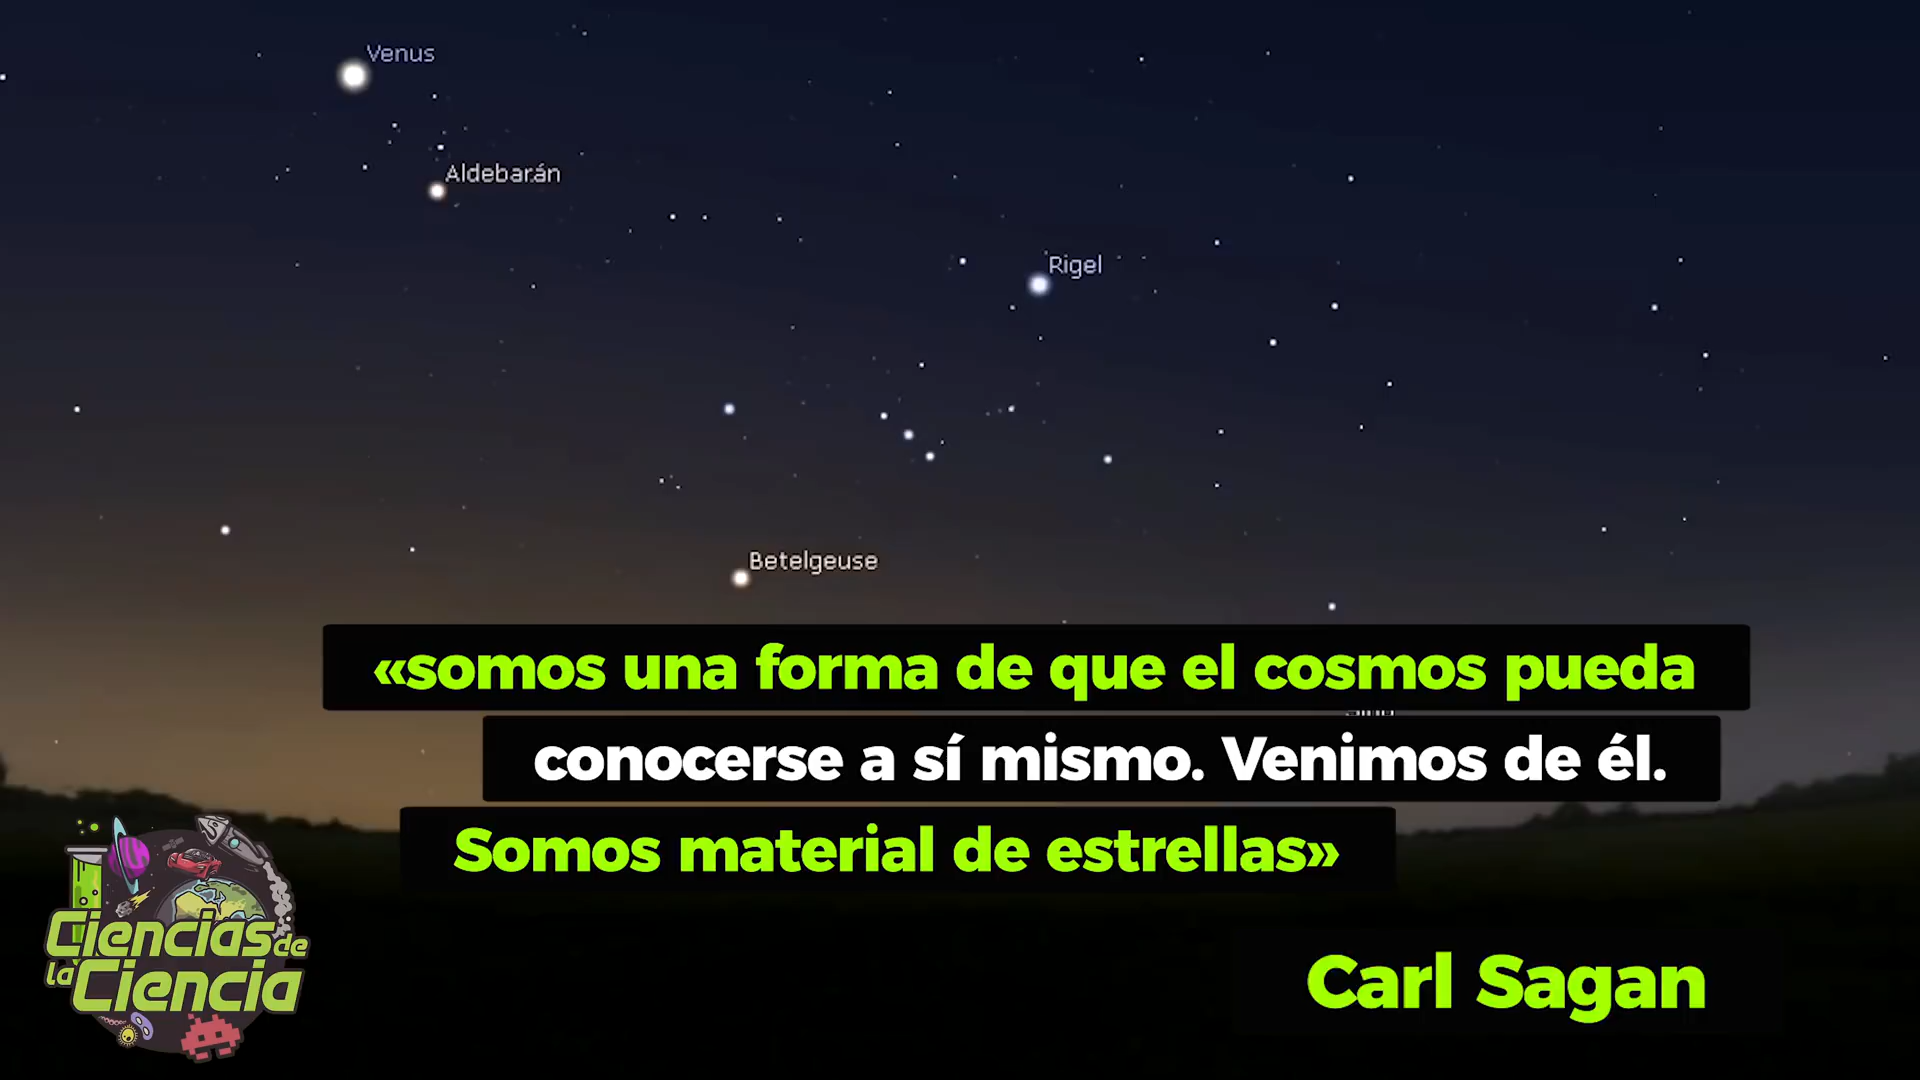 Venus
Aldebarán
Rigel
Betelgeuse
«somos una forma de que el cosmos pueda
conocerse a sí mismo. Venimos de él.
Somos material de estrellas»
Carl Sagan
Ciencias de
la Ciencia